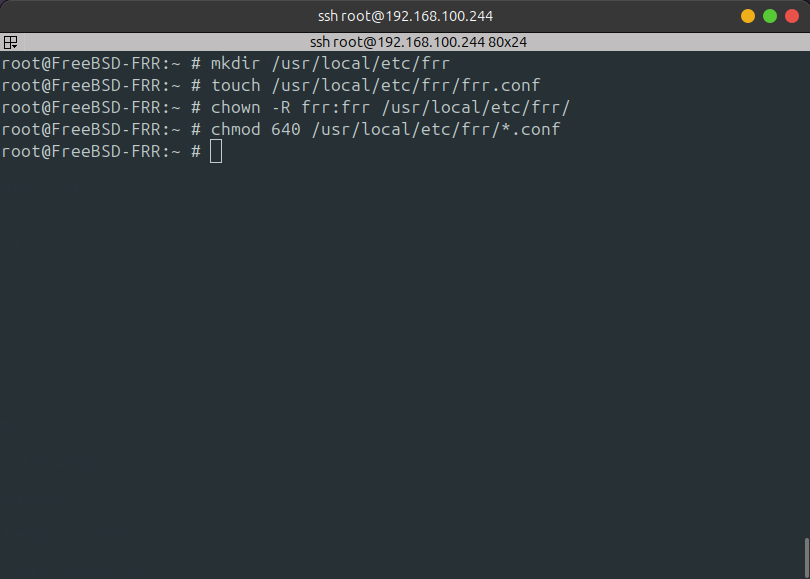 ssh root@192.168.100.244
ssh root@192.168.100.244 80x24
root@FreeBSD-FRR:~ # mkdir /usr/local/etc/frr
root@FreeBSD-FRR:~ # touch /usr/local/etc/frr/frr.conf
root@FreeBSD-FRR:~ # chown -R frr:frr /usr/local/etc/frr/
root@FreeBSD-FRR:~ # chmod 640 /usr/local/etc/frr/*.conf
root@FreeBSD-FRR:~ #